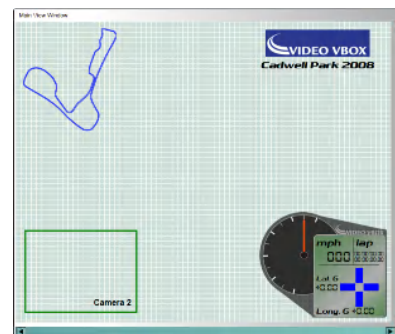 Main View Window
VIDEO VBOX
Cadwell Park 2008
mph lap
000
Lat G
+0.00
Long. G +0.00
Camera 2